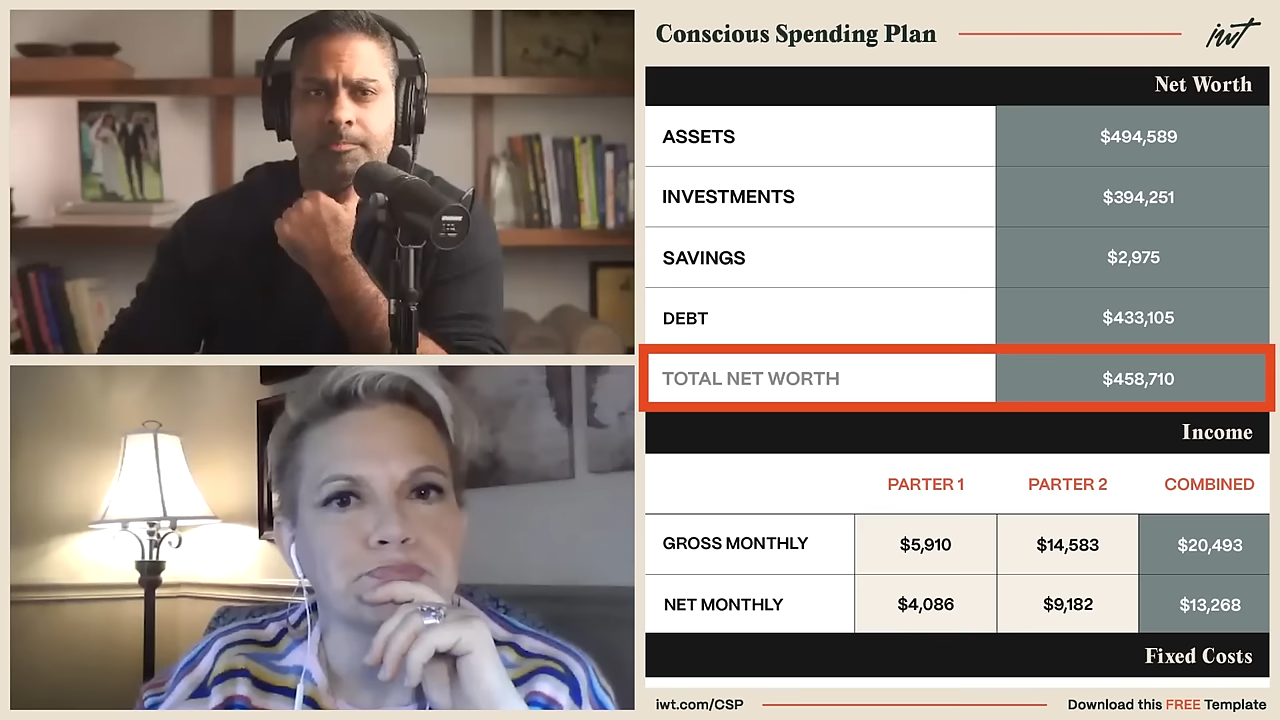 Conscious Spending Plan
iwt
Net Worth
ASSETS $494,589
INVESTMENTS $394,251
SAVINGS $2,975
DEBT $433,105
TOTAL NET WORTH $458,710
Income
PARTER 1 PARTER 2 COMBINED
GROSS MONTHLY $5,910 $14,583 $20,493
NET MONTHLY $4,086 $9,182 $13,268
Fixed Costs
iwt.com/CSP
Download this FREE Template